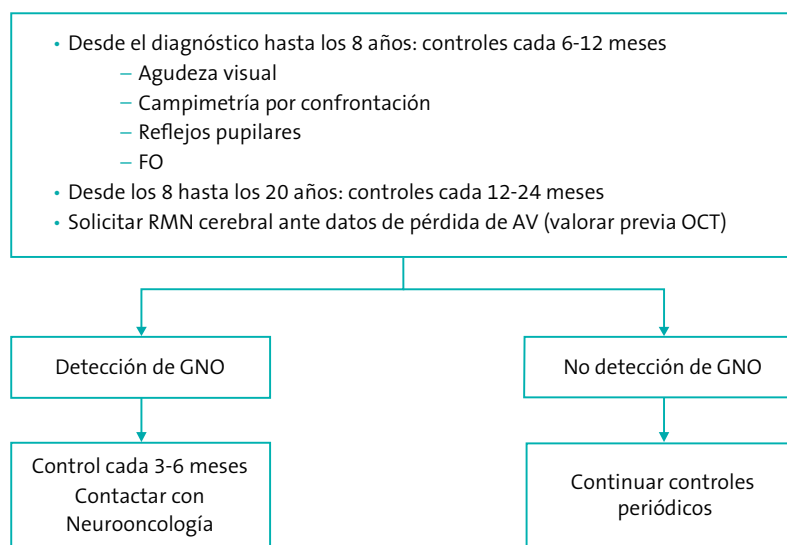 • Desde el diagnóstico hasta los 8 años: controles cada 6-12 meses
– Agudeza visual
– Campimetría por confrontación
– Reflejos pupilares
– FO
• Desde los 8 hasta los 20 años: controles cada 12-24 meses
• Solicitar RMN cerebral ante datos de pérdida de AV (valorar previa OCT)
Detección de GNO
No detección de GNO
Control cada 3-6 meses
Contactar con
Neurooncología
Continuar controles
periódicos